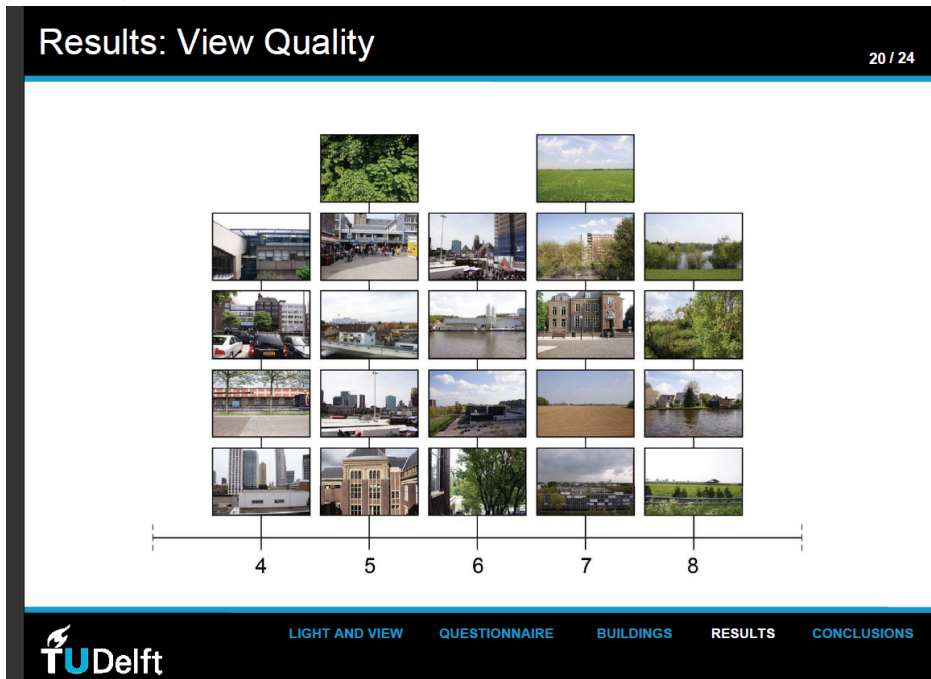 Results: View Quality
20 / 24
4 5 6 7 8
LIGHT AND VIEW QUESTIONNAIRE BUILDINGS RESULTS CONCLUSIONS
TUDelft